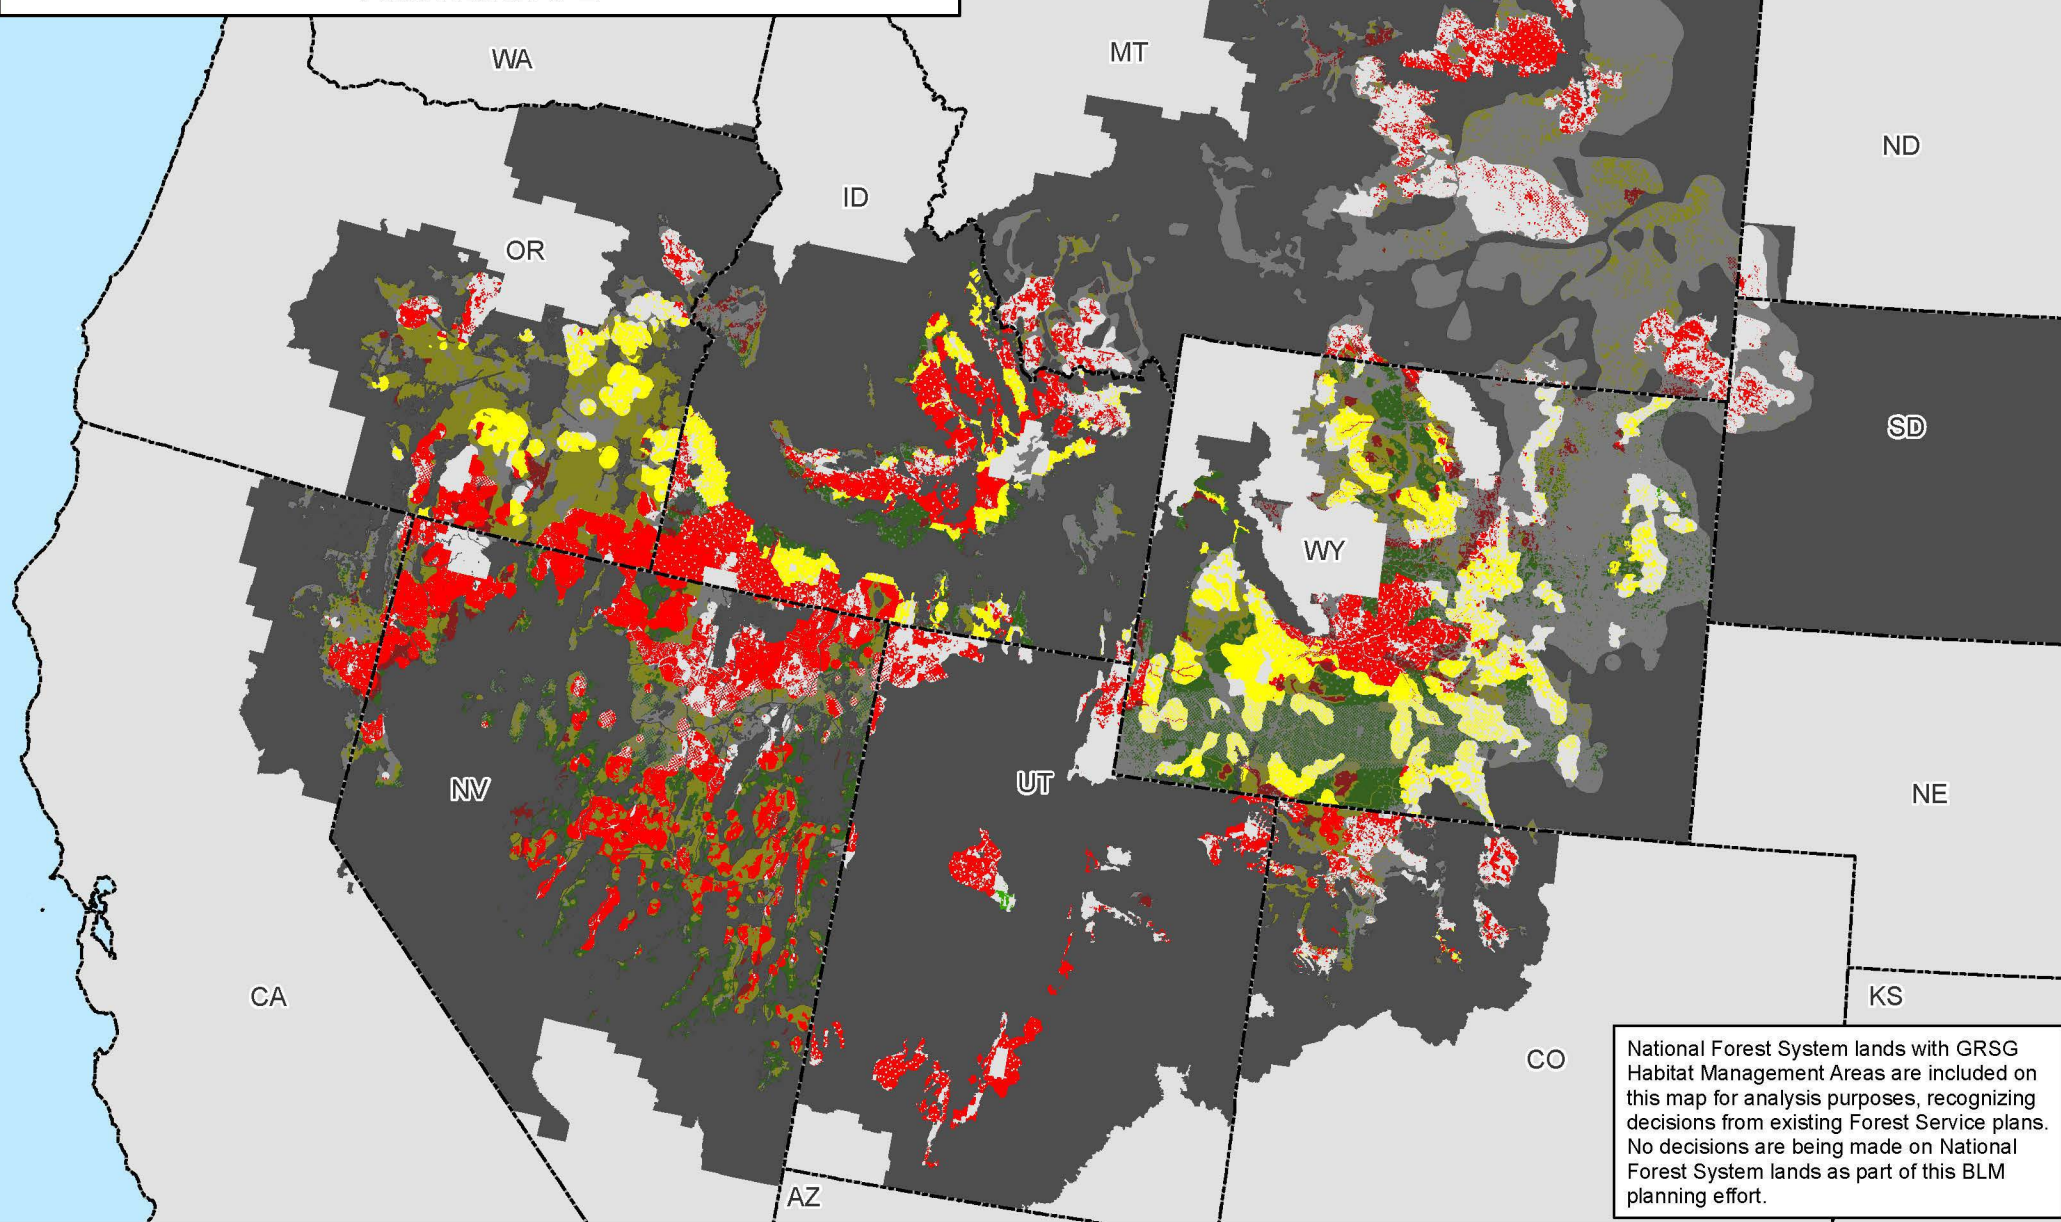 WA
MT
ND
ID
OR
SD
WY
NV
UT
NE
CA
KS
CO
AZ
National Forest System lands with GRSG
Habitat Management Areas are included on
this map for analysis purposes, recognizing
decisions from existing Forest Service plans.
No decisions are being made on National
Forest System lands as part of this BLM
planning effort.